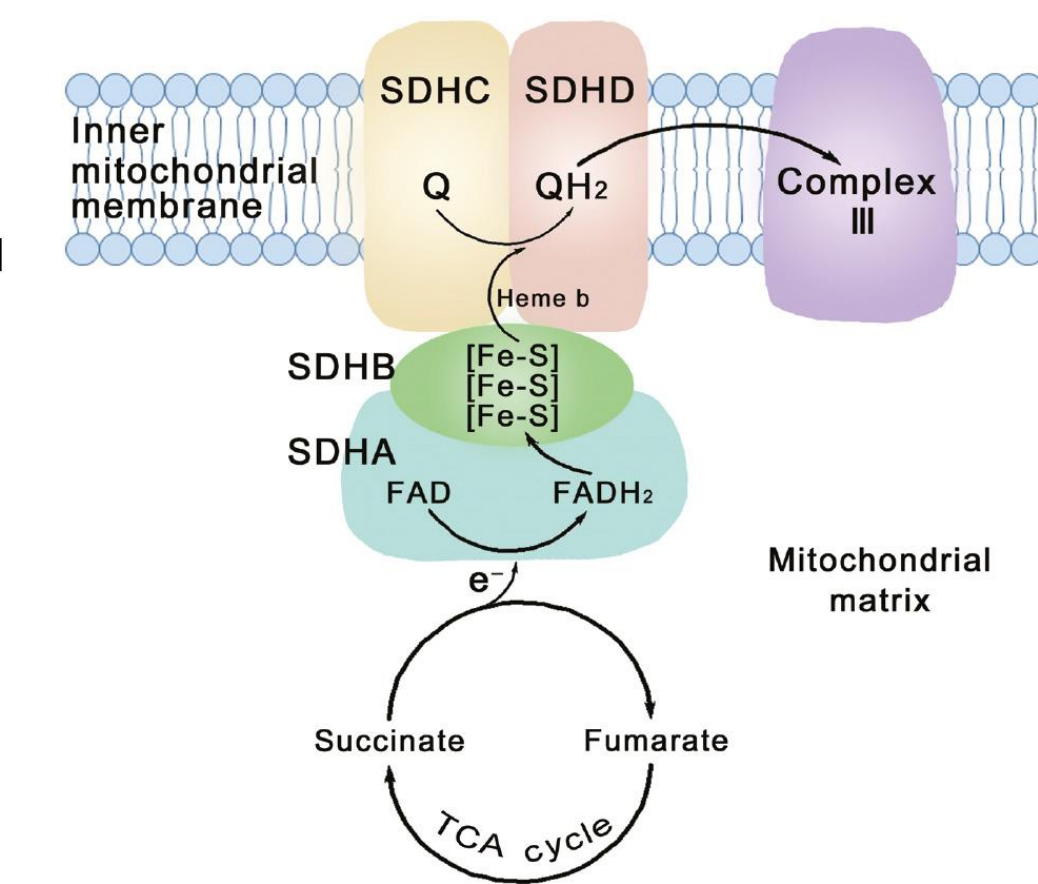 SDHC
SDHD
Inner
mitochondrial
membrane
Q
QH2
Complex
III
Heme b
SDHB
[Fe-S]
[Fe-S]
[Fe-S]
SDHA
FAD
FADH2
e−
Mitochondrial
matrix
Succinate
Fumarate
TCA cycle